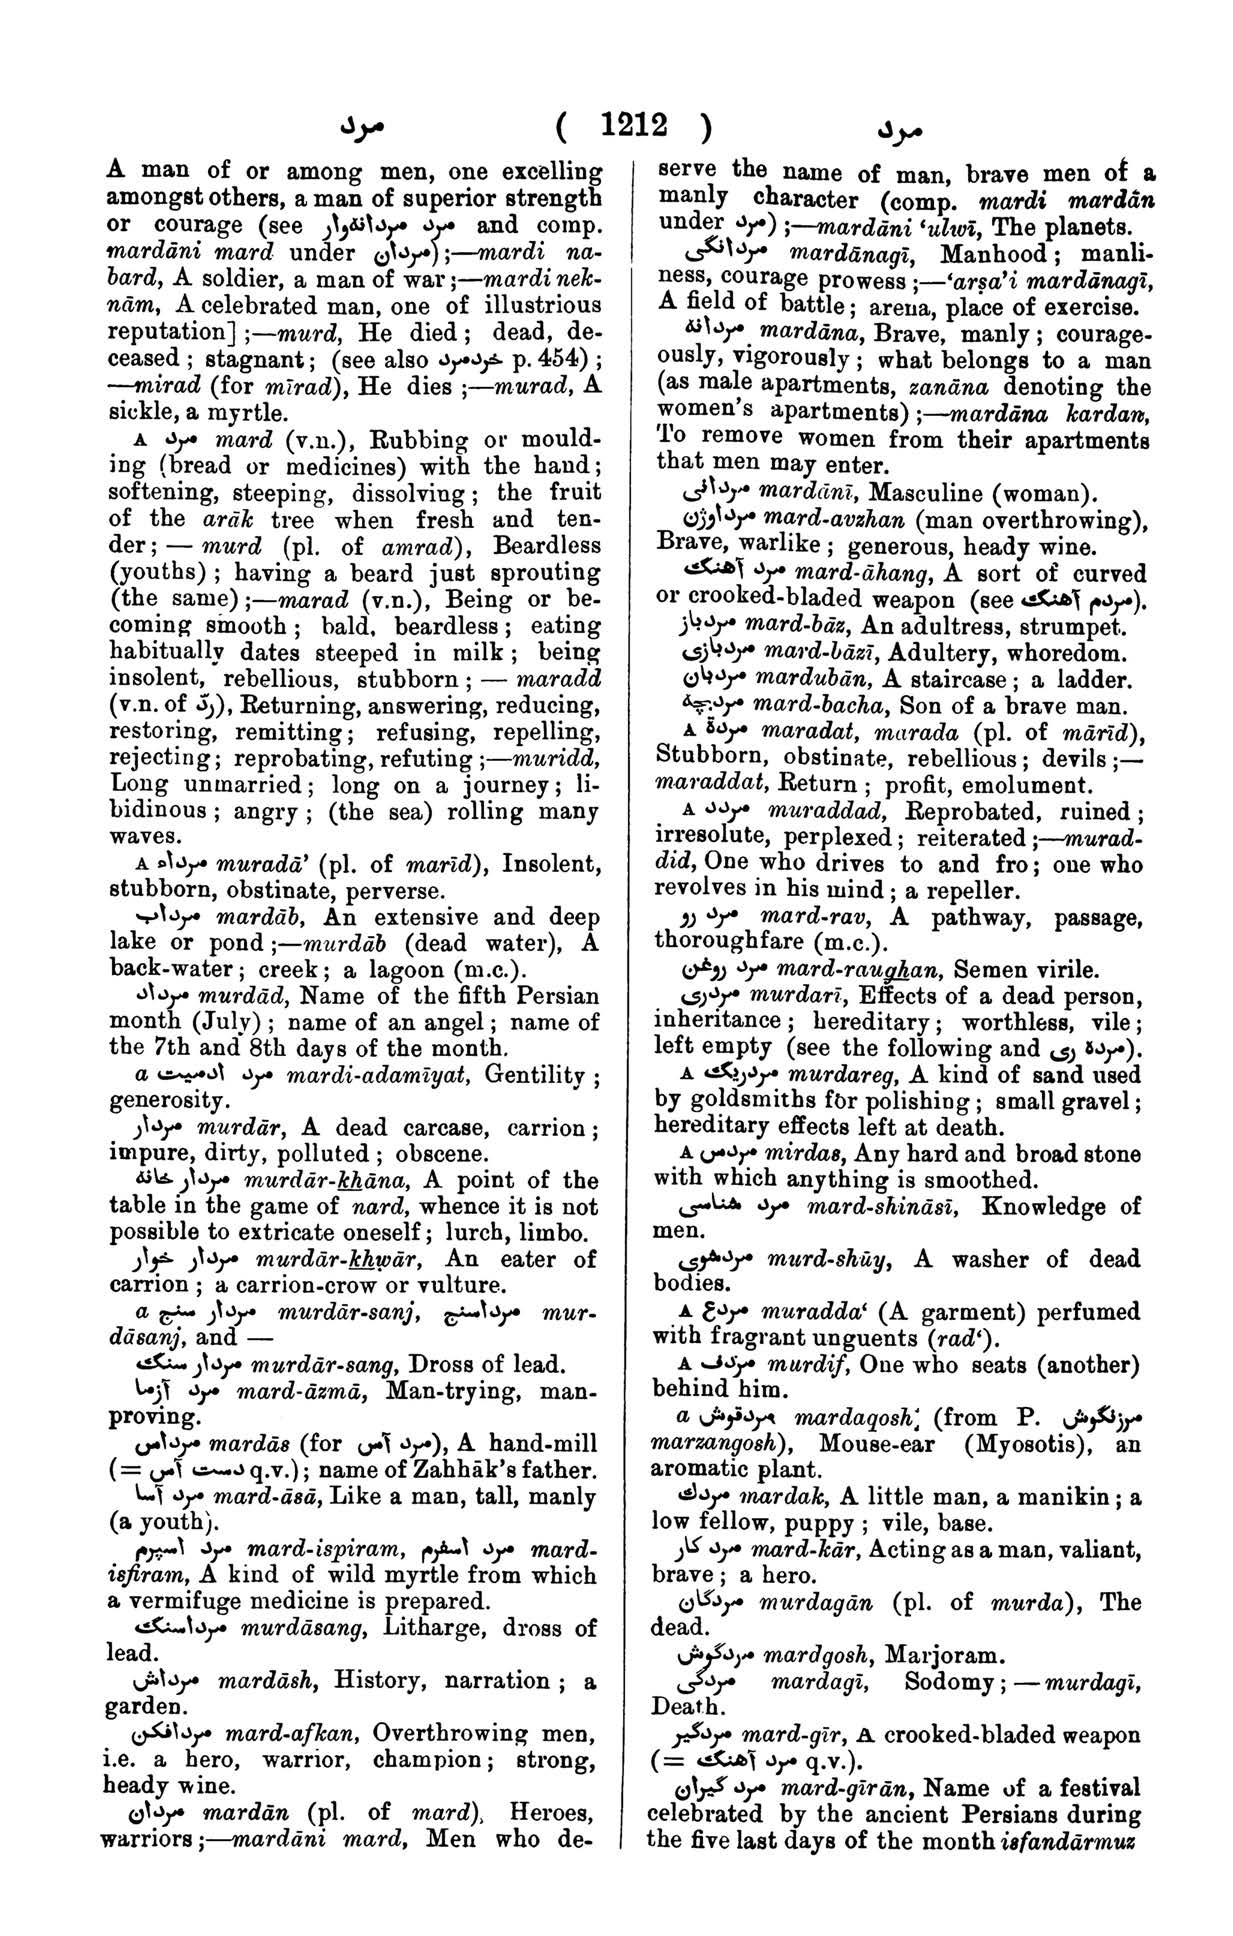 مرد ( 1212 ) مرد
A man of or among men, one excelling
amongst others, a man of superior strength
or courage (see مرد مردانه‌وار and comp.
mardāni mard under مردان) ;—mardi na-
bard, A soldier, a man of war ;—mardi nek-
nām, A celebrated man, one of illustrious
reputation] ;—murd, He died ; dead, de-
ceased ; stagnant ; (see also خردمرد p. 454) ;
—mirad (for mīrad), He dies ;—murad, A
sickle, a myrtle.
A مرد mard (v.n.), Rubbing or mould-
ing (bread or medicines) with the hand ;
softening, steeping, dissolving ; the fruit
of the arāk tree when fresh and ten-
der ; — murd (pl. of amrad), Beardless
(youths) ; having a beard just sprouting
(the same) ;—marad (v.n.), Being or be-
coming smooth ; bald, beardless ; eating
habitually dates steeped in milk ; being
insolent, rebellious, stubborn ; — maradd
(v.n. of ردّ), Returning, answering, reducing,
restoring, remitting ; refusing, repelling,
rejecting ; reprobating, refuting ;—muridd,
Long unmarried ; long on a journey ; li-
bidinous ; angry ; (the sea) rolling many
waves.
A مرداء muradā’ (pl. of marīd), Insolent,
stubborn, obstinate, perverse.
مرداب mardāb, An extensive and deep
lake or pond ;—murdāb (dead water), A
back-water ; creek ; a lagoon (m.c.).
مرداد murdād, Name of the fifth Persian
month (July) ; name of an angel ; name of
the 7th and 8th days of the month.
a مرد ادمیت mardi-adamīyat, Gentility ;
generosity.
مردار murdār, A dead carcase, carrion ;
impure, dirty, polluted ; obscene.
مردار خانه murdār-khāna, A point of the
table in the game of nard, whence it is not
possible to extricate oneself ; lurch, limbo.
مردار خوار murdār-khwār, An eater of
carrion ; a carrion-crow or vulture.
a مردار سنج murdār-sanj, مرداسنج mur-
dāsanj, and —
مردار سنگ murdār-sang, Dross of lead.
مرد آزما mard-āzmā, Man-trying, man-
proving.
مرداس mardās (for مرد آس), A hand-mill
(= دست آس q.v.) ; name of Zahhāk’s father.
مرد آسا mard-āsā, Like a man, tall, manly
(a youth).
مرد اسپرم mard-ispiram, مرد اسفرم mard-
isfiram, A kind of wild myrtle from which
a vermifuge medicine is prepared.
مرداسنگ murdāsang, Litharge, dross of
lead.
مرداش mardāsh, History, narration ; a
garden.
مردافکن mard-afkan, Overthrowing men,
i.e. a hero, warrior, champion ; strong,
heady wine.
مردان mardān (pl. of mard), Heroes,
warriors ;—mardāni mard, Men who de-
serve the name of man, brave men of a
manly character (comp. mardi mardān
under مرد) ;—mardāni ‘ulwī, The planets.
مردانگی mardānagī, Manhood ; manli-
ness, courage prowess ;—‘arṣa’i mardānagī,
A field of battle ; arena, place of exercise.
مردانه mardāna, Brave, manly ; courage-
ously, vigorously ; what belongs to a man
(as male apartments, zanāna denoting the
women’s apartments) ;—mardāna kardan,
To remove women from their apartments
that men may enter.
مردانی mardānī, Masculine (woman).
مرداوژن mard-avzhan (man overthrowing),
Brave, warlike ; generous, heady wine.
مرد آهنگ mard-āhang, A sort of curved
or crooked-bladed weapon (see مردم آهنگ).
مردباز mard-bāz, An adultress, strumpet.
مردبازی mard-bāzī, Adultery, whoredom.
مردبان mardubān, A staircase ; a ladder.
مردبچه mard-bacha, Son of a brave man.
A مردة maradat, marada (pl. of mārīd),
Stubborn, obstinate, rebellious ; devils ;—
maraddat, Return ; profit, emolument.
A مردد muraddad, Reprobated, ruined ;
irresolute, perplexed ; reiterated ;—murad-
did, One who drives to and fro ; one who
revolves in his mind ; a repeller.
مرد رو mard-rav, A pathway, passage,
thoroughfare (m.c.).
مرد روغن mard-raughan, Semen virile.
مردری murdarī, Effects of a dead person,
inheritance ; hereditary ; worthless, vile ;
left empty (see the following and مرده ری).
A مردریگ murdareg, A kind of sand used
by goldsmiths for polishing ; small gravel ;
hereditary effects left at death.
A مردس mirdas, Any hard and broad stone
with which anything is smoothed.
مرد شناسی mard-shināsī, Knowledge of
men.
مردشوی murd-shūy, A washer of dead
bodies.
A مردع muradda‘ (A garment) perfumed
with fragrant unguents (rad‘).
A مردف murdif, One who seats (another)
behind him.
a مردقوش mardaqosh, (from P. مرزنگوش
marzangosh), Mouse-ear (Myosotis), an
aromatic plant.
مردك mardak, A little man, a manikin ; a
low fellow, puppy ; vile, base.
مرد کار mard-kār, Acting as a man, valiant,
brave ; a hero.
مردگان murdagān (pl. of murda), The
dead.
مردگوش mardgosh, Marjoram.
مردگی mardagī, Sodomy ; — murdagī,
Death.
مردگیر mard-gīr, A crooked-bladed weapon
(= مرد آهنگ q.v.).
مرد گیران mard-gīrān, Name of a festival
celebrated by the ancient Persians during
the five last days of the month isfandārmuz